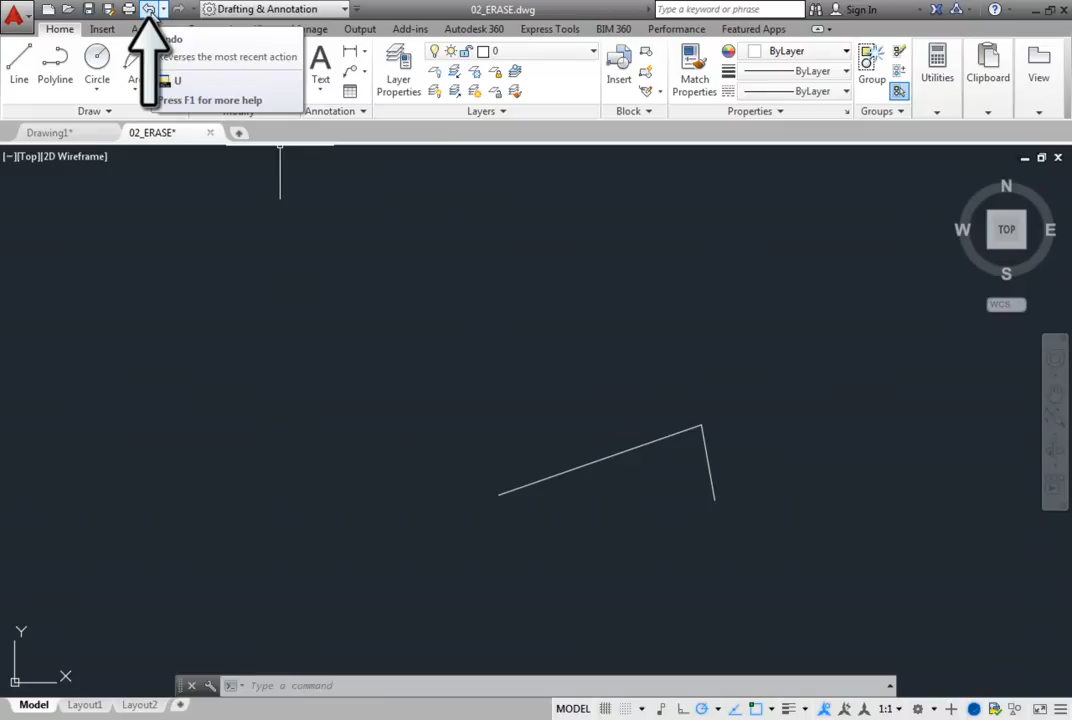 Drafting & Annotation
02_ERASE.dwg
Type a keyword or phrase
Sign In
Home Insert Output Add-ins Autodesk 360 Express Tools BIM 360 Performance Featured Apps
Reverses the most recent action
U
Press F1 for more help
Line Polyline Circle Text
Layer Properties
0
Insert
Match Properties
ByLayer
ByLayer
ByLayer
Group
Utilities
Clipboard
View
Draw Annotation Layers Block Properties Groups
Drawing1* 02_ERASE*
[−][Top][2D Wireframe]
N
W TOP E
S
WCS
Y
X
Type a command
Model Layout1 Layout2
MODEL 1:1